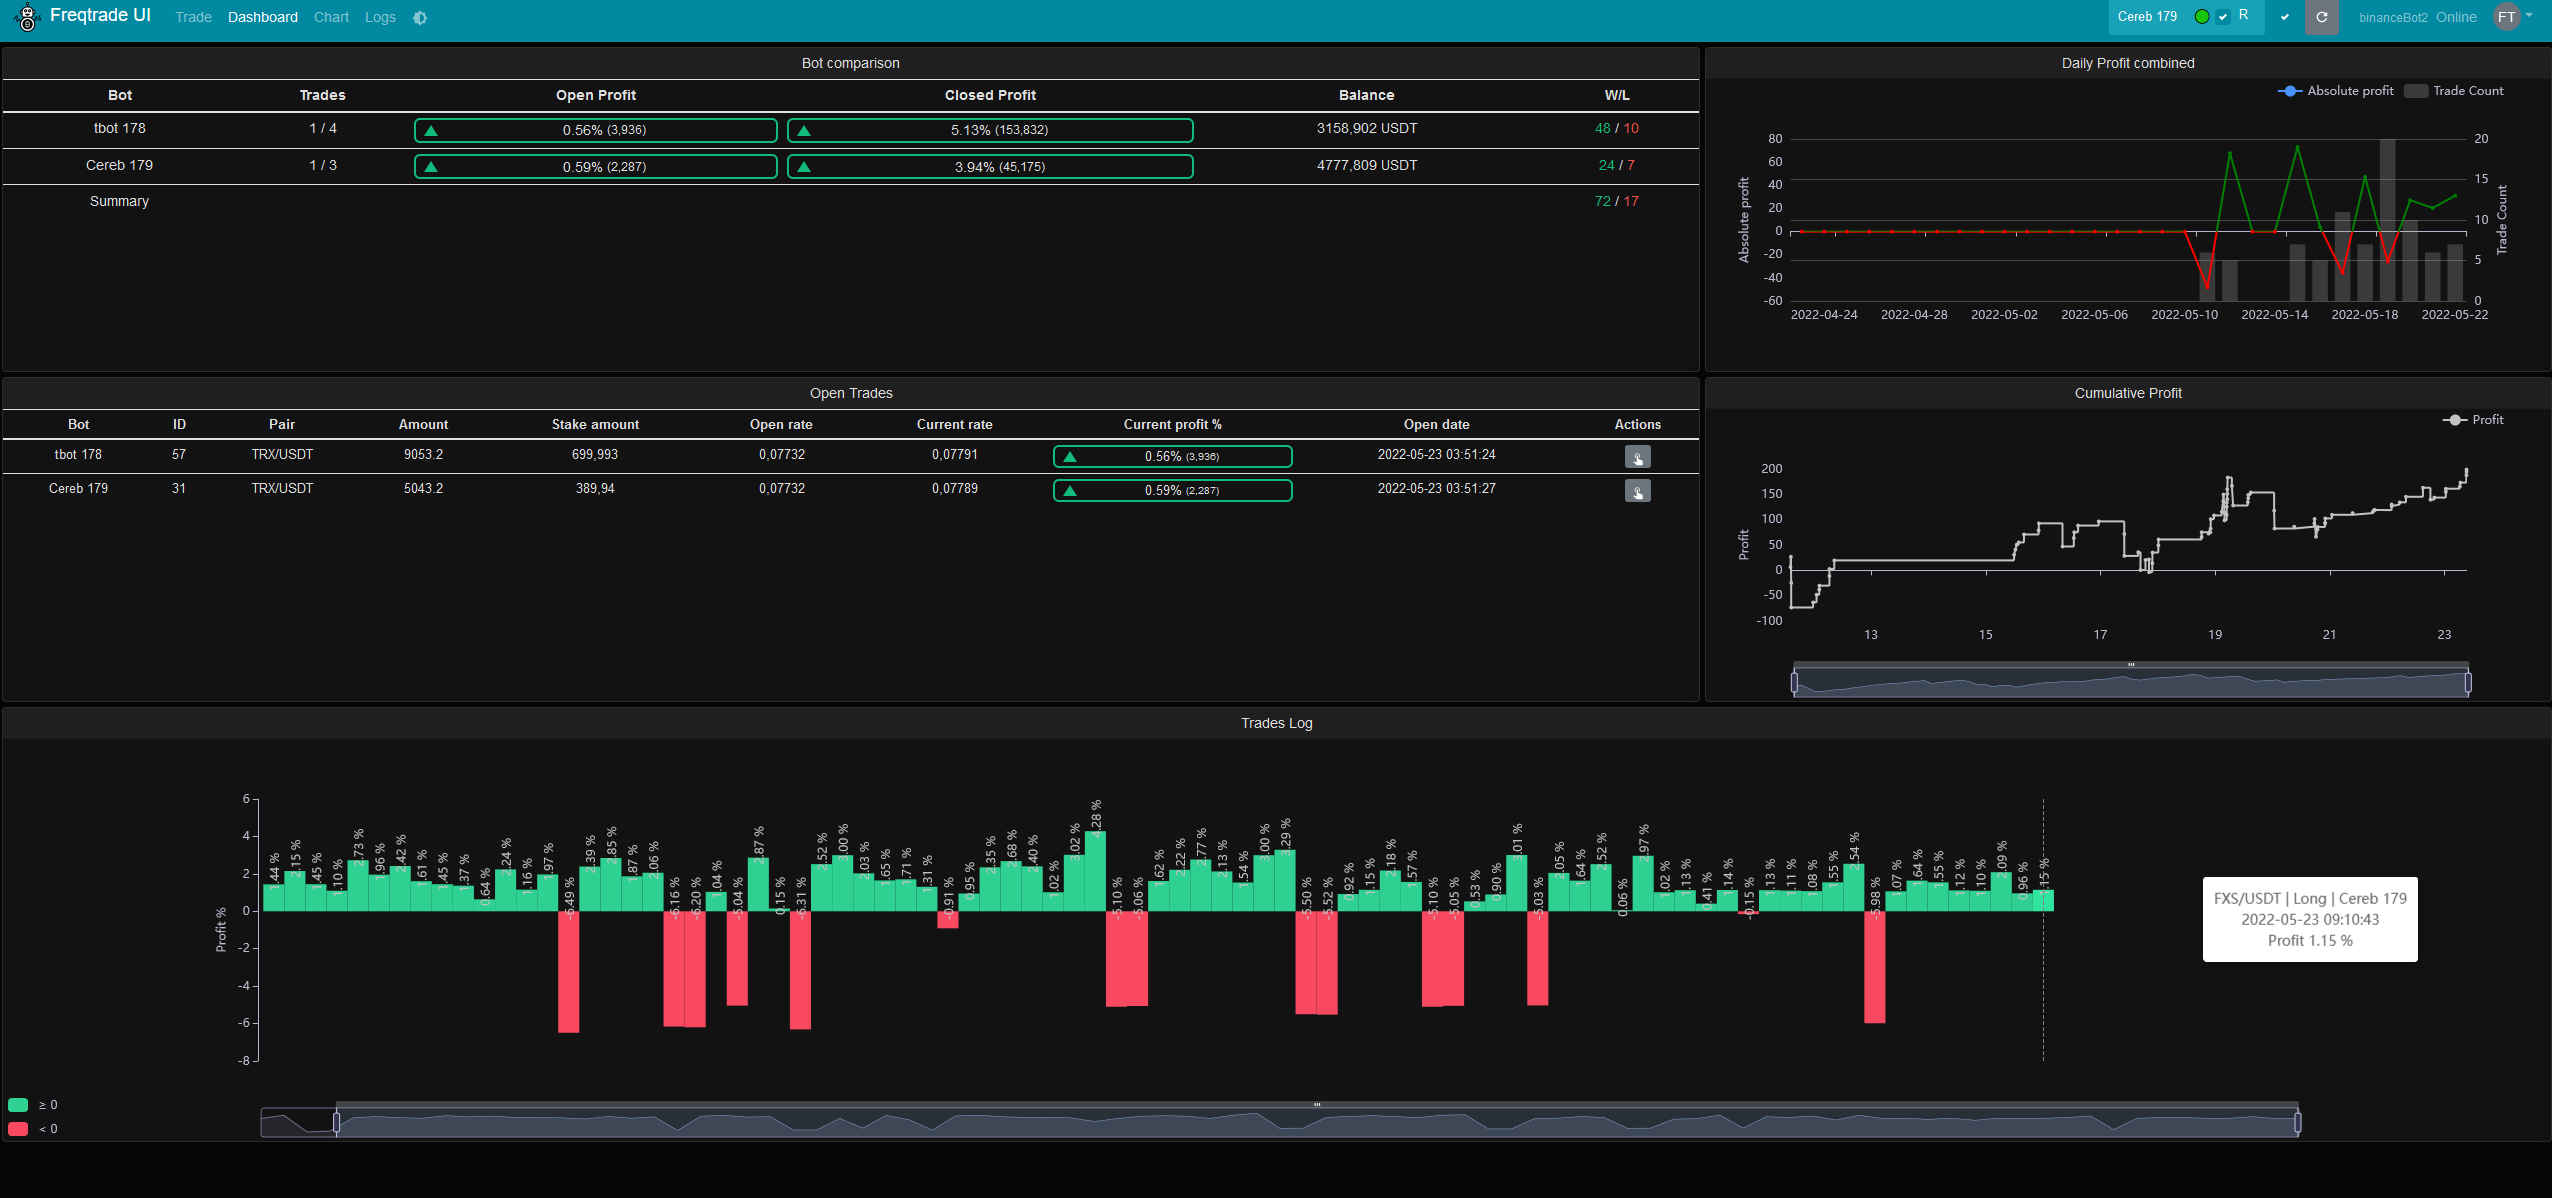 Freqtrade UI Trade Dashboard Chart Logs
Cereb 179 R binanceBot2 Online FT
Bot comparison
Bot Trades Open Profit Closed Profit Balance W/L
tbot 178 1 / 4 0.56% (3,936) 5.13% (153,832) 3158,902 USDT 48 / 10
Cereb 179 1 / 3 0.59% (2,287) 3.94% (45,175) 4777,809 USDT 24 / 7
Summary 72 / 17
Daily Profit combined
Absolute profit Trade Count
80 20
60
40 15
20
0 10
-20
-40 5
-60 0
Absolute profit
Trade Count
2022-04-24 2022-04-28 2022-05-02 2022-05-06 2022-05-10 2022-05-14 2022-05-18 2022-05-22
Open Trades
Bot ID Pair Amount Stake amount Open rate Current rate Current profit % Open date Actions
tbot 178 57 TRX/USDT 9053.2 699,993 0,07732 0,07791 0.56% (3,936) 2022-05-23 03:51:24
Cereb 179 31 TRX/USDT 5043.2 389,94 0,07732 0,07789 0.59% (2,287) 2022-05-23 03:51:27
Cumulative Profit
Profit
200
150
100
50
0
-50
-100
Profit
13 15 17 19 21 23
Trades Log
6
4
2
0
-2
-4
-6
-8
Profit %
1.44 % 2.15 % 1.45 % 1.10 % 2.73 % 1.96 % 2.42 % 1.61 % 1.45 % 1.37 % 0.64 % 2.24 % 1.16 % 1.97 % -6.49 % 2.39 % 2.85 % 1.87 % 2.06 % -6.16 % -6.20 % 1.04 % -5.04 % 2.87 % 0.15 % -6.31 % 2.52 % 3.00 % 2.03 % 1.65 % 1.71 % 1.31 % -0.91 % 0.95 % 2.35 % 2.68 % 2.40 % 1.02 % 3.02 % 4.28 % -5.10 % -5.06 % 1.62 % 2.22 % 2.77 % 2.13 % 1.54 % 3.00 % 3.29 % -5.50 % -5.52 % 0.92 % 1.15 % 2.18 % 1.57 % -5.10 % -5.05 % 0.53 % 0.90 % 3.01 % -5.03 % 2.05 % 1.64 % 2.52 % 0.06 % 2.97 % 1.02 % 1.13 % 0.41 % 1.14 % -0.15 % 1.13 % 1.11 % 1.08 % 1.55 % 2.54 % -5.98 % 1.07 % 1.64 % 1.55 % 1.12 % 1.10 % 2.09 % 0.96 % 1.15 %
FXS/USDT | Long | Cereb 179
2022-05-23 09:10:43
Profit 1.15 %
≥ 0
< 0